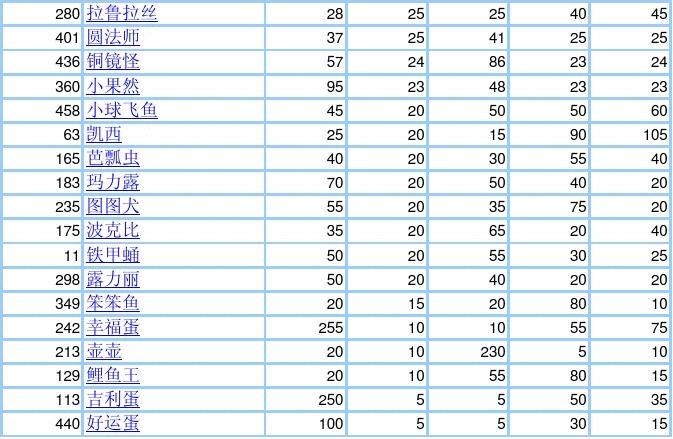 280 拉鲁拉丝 28 25 25 40 45
401 圆法师 37 25 41 25 25
436 铜镜怪 57 24 86 23 24
360 小果然 95 23 48 23 23
458 小球飞鱼 45 20 50 50 60
63 凯西 25 20 15 90 105
165 芭瓢虫 40 20 30 55 40
183 玛力露 70 20 50 40 20
235 图图犬 55 20 35 75 20
175 波克比 35 20 65 20 40
11 铁甲蛹 50 20 55 30 25
298 露力丽 50 20 40 20 20
349 笨笨鱼 20 15 20 80 10
242 幸福蛋 255 10 10 55 75
213 壶壶 20 10 230 5 10
129 鲤鱼王 20 10 55 80 15
113 吉利蛋 250 5 5 50 35
440 好运蛋 100 5 5 30 15